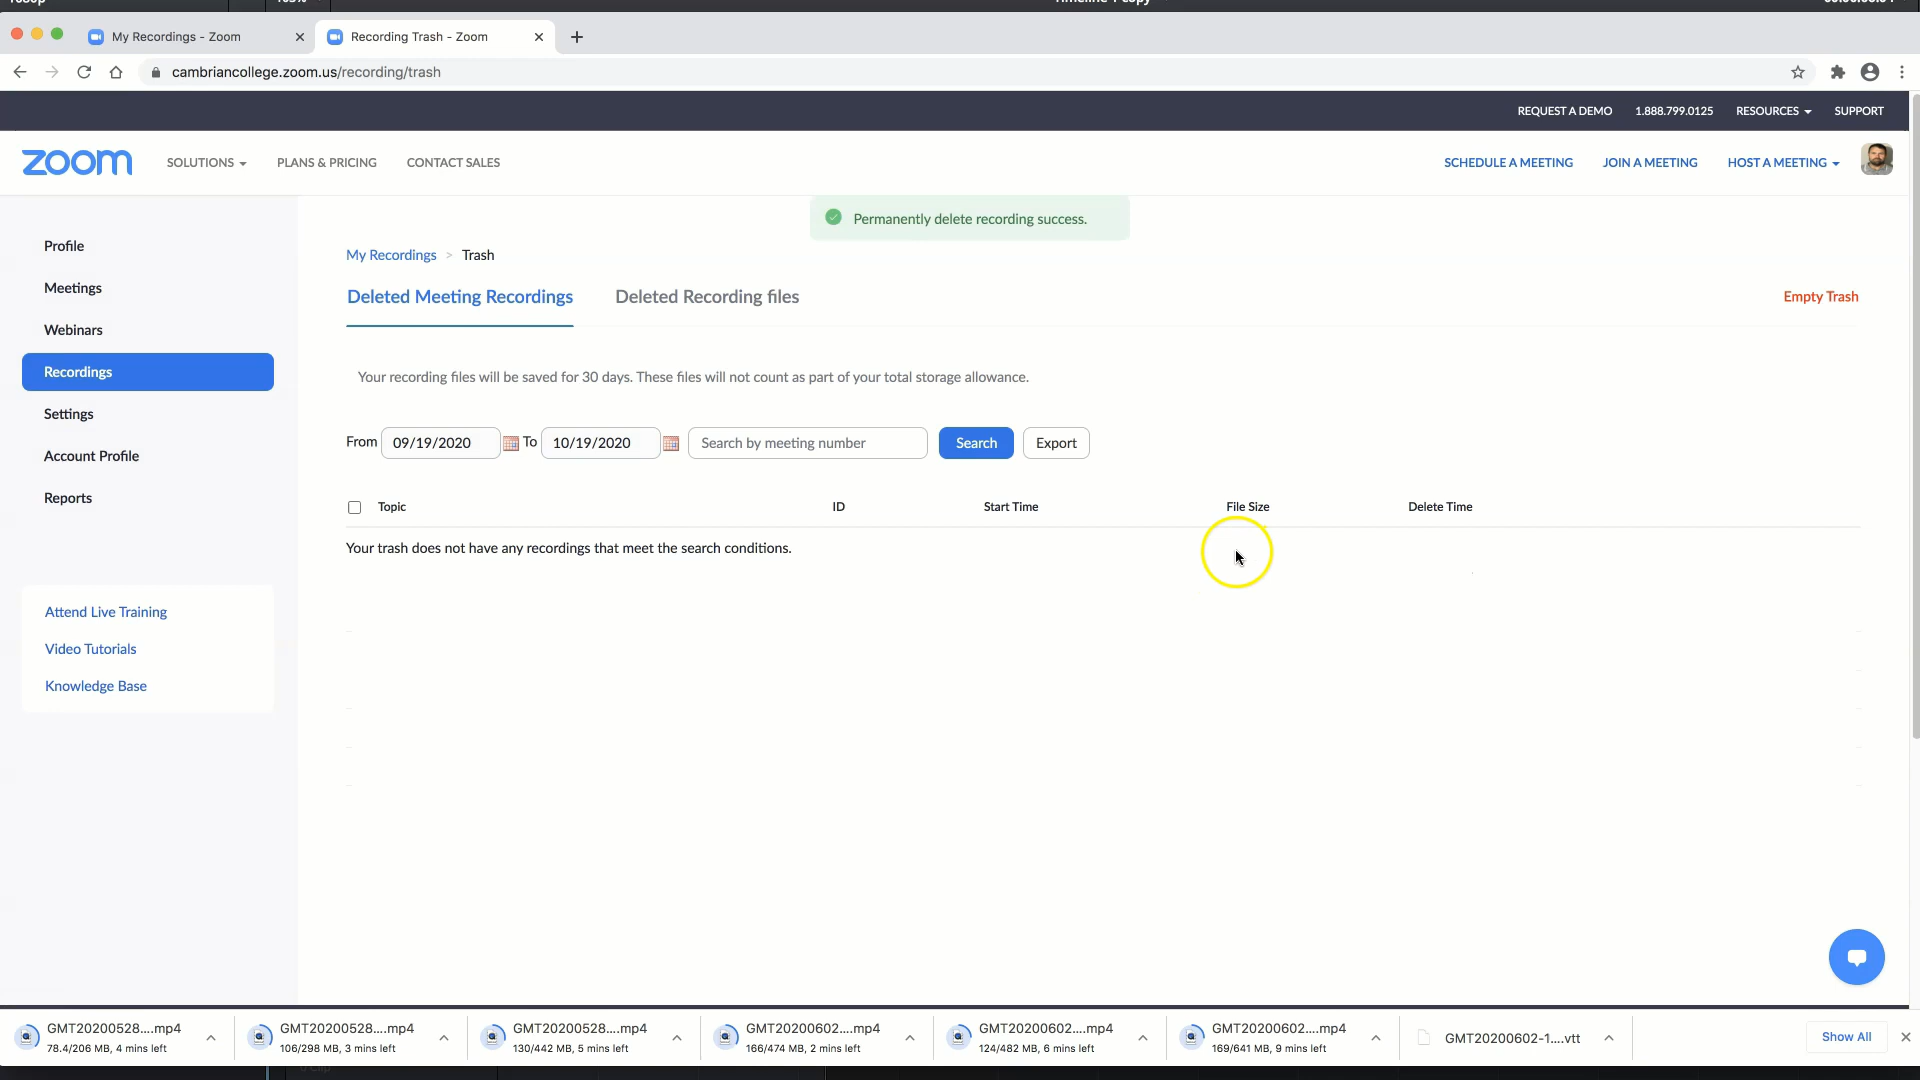 My Recordings - Zoom
Recording Trash - Zoom
cambriancollege.zoom.us/recording/trash
REQUEST A DEMO 1.888.799.0125 RESOURCES SUPPORT
zoom SOLUTIONS PLANS & PRICING CONTACT SALES SCHEDULE A MEETING JOIN A MEETING HOST A MEETING
Permanently delete recording success.
Profile
Meetings
Webinars
Recordings
Settings
Account Profile
Reports
Attend Live Training
Video Tutorials
Knowledge Base
My Recordings > Trash
Deleted Meeting Recordings Deleted Recording files Empty Trash
Your recording files will be saved for 30 days. These files will not count as part of your total storage allowance.
From 09/19/2020 To 10/19/2020 Search by meeting number Search Export
Topic ID Start Time File Size Delete Time
Your trash does not have any recordings that meet the search conditions.
GMT20200528....mp4
78.4/206 MB, 4 mins left
GMT20200528....mp4
106/298 MB, 3 mins left
GMT20200528....mp4
130/442 MB, 5 mins left
GMT20200602....mp4
166/474 MB, 2 mins left
GMT20200602....mp4
124/482 MB, 6 mins left
GMT20200602....mp4
169/641 MB, 9 mins left
GMT20200602-1....vtt
Show All